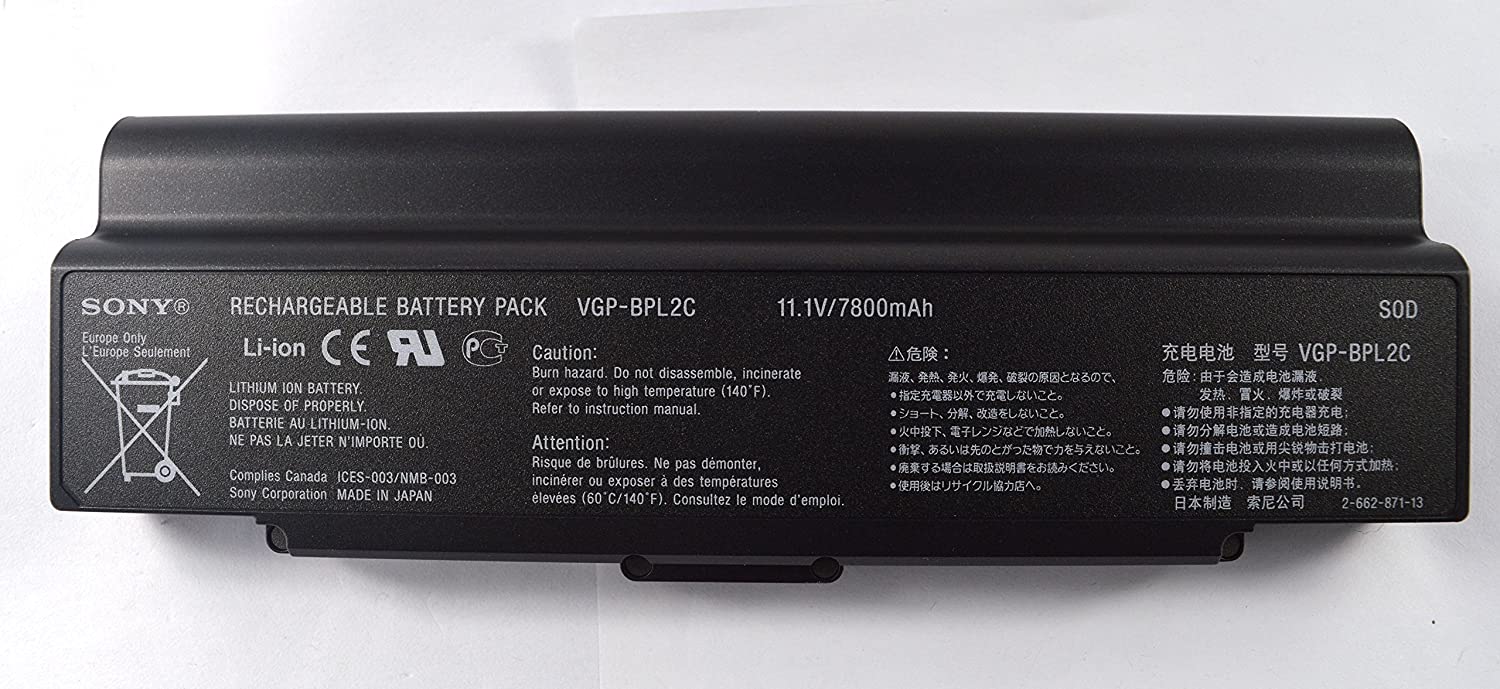 SONY® RECHARGEABLE BATTERY PACK VGP-BPL2C 11.1V/7800mAh SOD
Europe Only
L'Europe Seulement
Li-ion CE RU PCT
LITHIUM ION BATTERY.
DISPOSE OF PROPERLY.
BATTERIE AU LITHIUM-ION.
NE PAS LA JETER N'IMPORTE OÙ.
Complies Canada ICES-003/NMB-003
Sony Corporation MADE IN JAPAN
Caution:
Burn hazard. Do not disassemble, incinerate
or expose to high temperature (140˚F).
Refer to instruction manual.
Attention:
Risque de brûlures. Ne pas démonter,
incinérer ou exposer à des températures
élevées (60˚C/140˚F). Consultez le mode d'emploi.
⚠危険：
漏液、発熱、発火、爆発、破裂の原因となるので、
●指定充電器以外で充電しないこと。
●ショート、分解、改造をしないこと。
●火中投下、電子レンジなどで加熱しないこと。
●衝撃、あるいは先のとがった物で力を与えないこと。
●廃棄する場合は取扱説明書をお読みください。
●使用後はリサイクル協力店へ。
充电电池 型号 VGP-BPL2C
危险: 由于会造成电池漏液
发热、冒火、爆炸或破裂
●请勿使用非指定的充电器充电;
●请勿分解电池或造成电池短路;
●请勿撞击电池或用尖锐物击打电池;
●请勿将电池投入火中或以任何方式加热;
●丢弃电池时、请参阅使用说明书。
日本制造 索尼公司 2-662-871-13